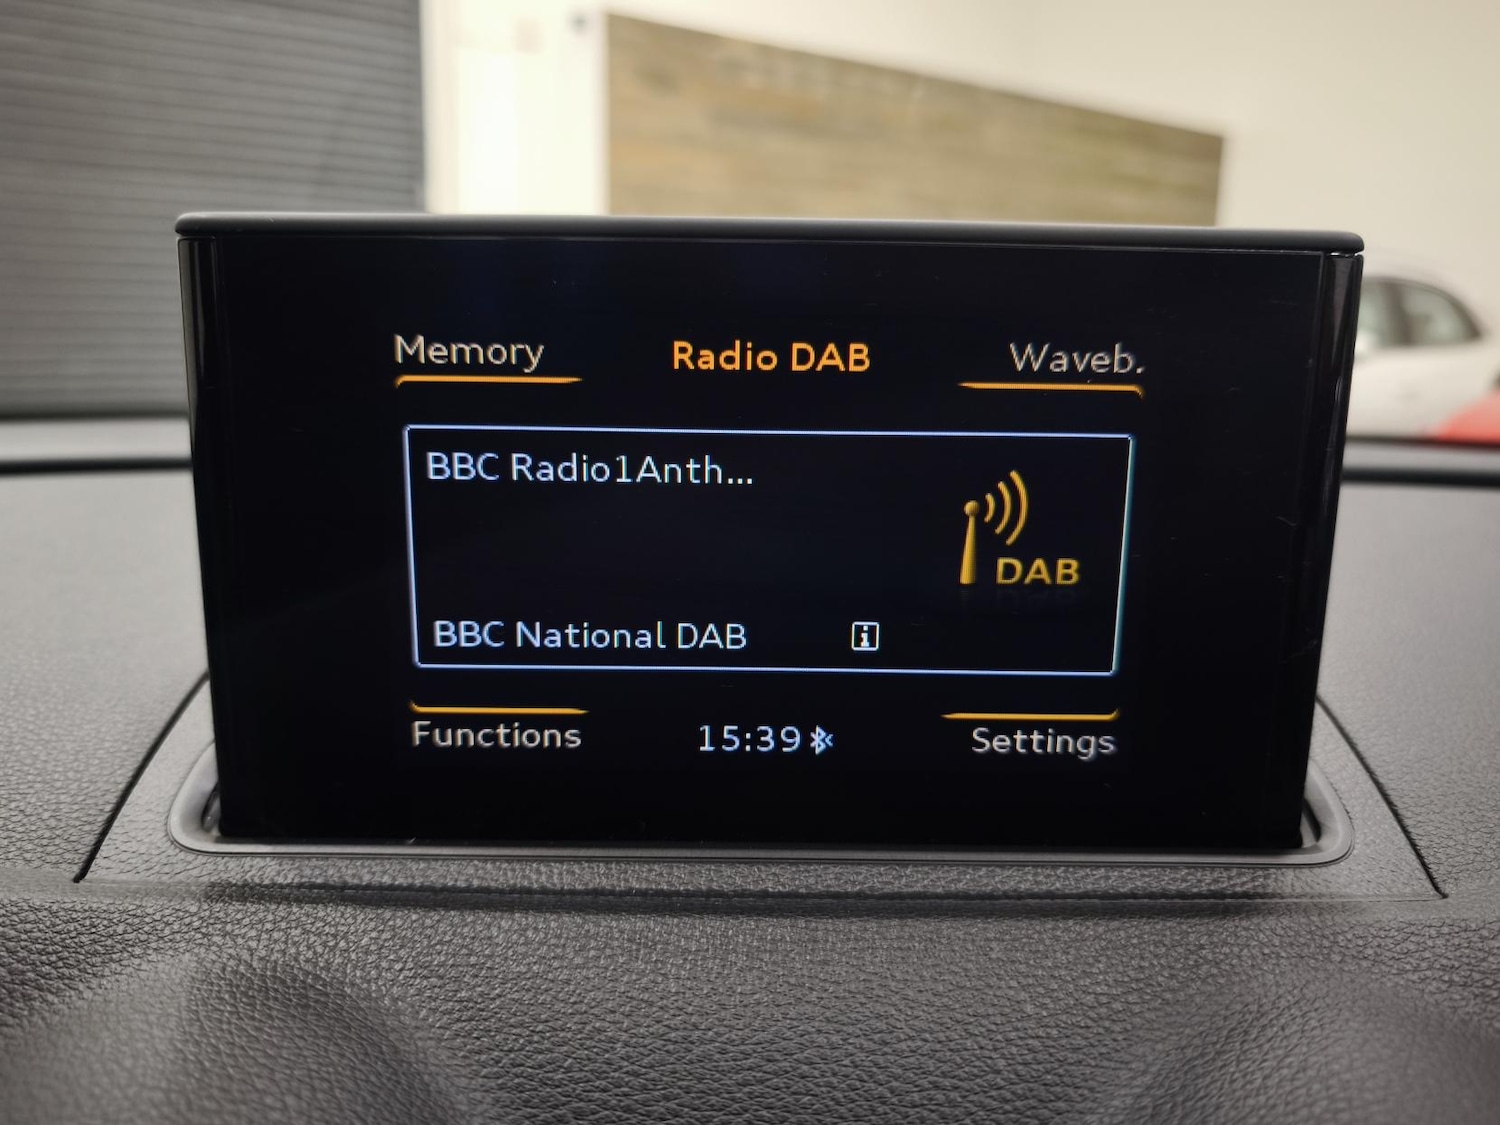 Memory
Radio DAB
Waveb.
BBC Radio1Anth...
DAB
BBC National DAB
i
Functions
15:39
Settings